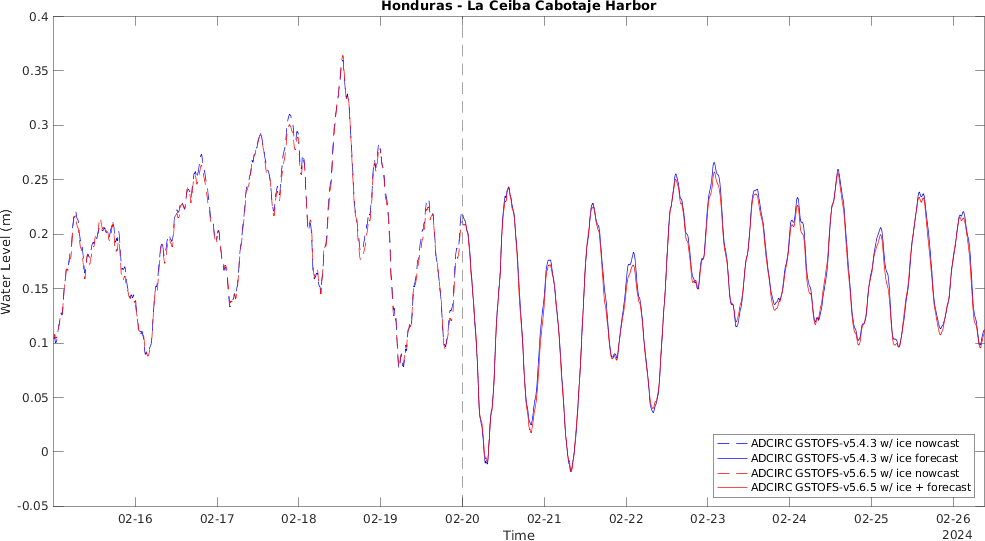 Honduras - La Ceiba Cabotaje Harbor
0.4
0.35
0.3
0.25
0.2
0.15
0.1
0.05
0
-0.05
Water Level (m)
ADCIRC GSTOFS-v5.4.3 w/ ice nowcast
ADCIRC GSTOFS-v5.4.3 w/ ice forecast
ADCIRC GSTOFS-v5.6.5 w/ ice nowcast
ADCIRC GSTOFS-v5.6.5 w/ ice + forecast
02-16 02-17 02-18 02-19 02-20 02-21 02-22 02-23 02-24 02-25 02-26
Time
2024